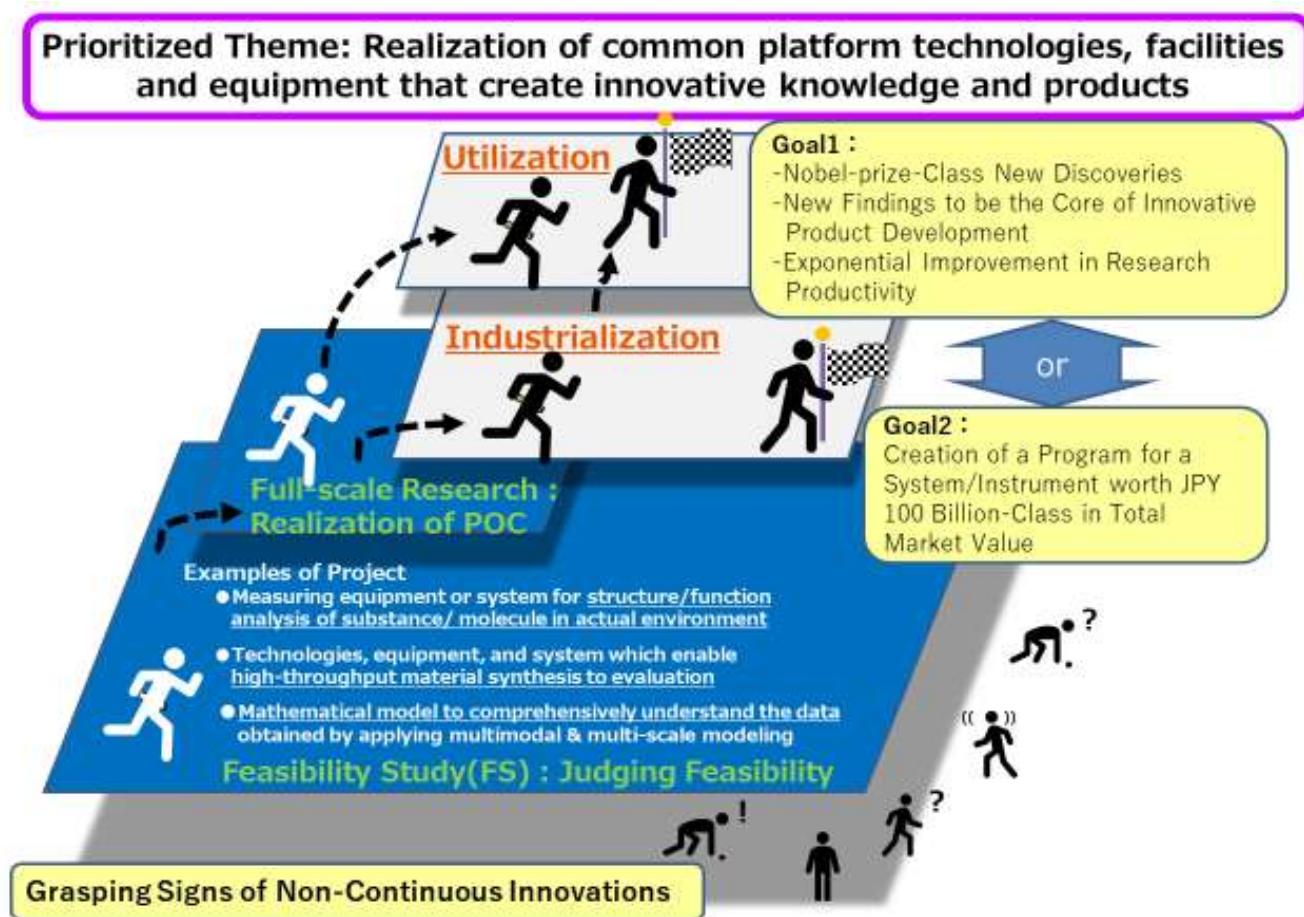 Prioritized Theme: Realization of common platform technologies, facilities
and equipment that create innovative knowledge and products
Utilization
Goal1：
-Nobel-prize-Class New Discoveries
-New Findings to be the Core of Innovative
Product Development
-Exponential Improvement in Research
Productivity
Industrialization
or
Goal2：
Creation of a Program for a
System/Instrument worth JPY
100 Billion-Class in Total
Market Value
Full-scale Research :
Realization of POC
Examples of Project
●Measuring equipment or system for structure/function
analysis of substance/ molecule in actual environment
●Technologies, equipment, and system which enable
high-throughput material synthesis to evaluation
●Mathematical model to comprehensively understand the data
obtained by applying multimodal & multi-scale modeling
Feasibility Study(FS) : Judging Feasibility
?
(( ))
?
!
Grasping Signs of Non-Continuous Innovations